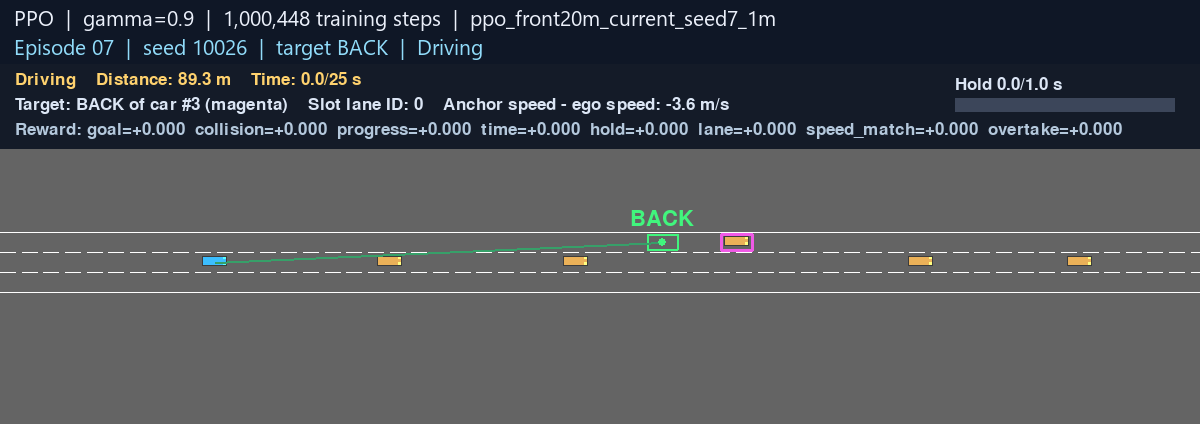 PPO | gamma=0.9 | 1,000,448 training steps | ppo_front20m_current_seed7_1m
Episode 07 | seed 10026 | target BACK | Driving
Driving Distance: 89.3 m Time: 0.0/25 s
Hold 0.0/1.0 s
Target: BACK of car #3 (magenta) Slot lane ID: 0 Anchor speed - ego speed: -3.6 m/s
Reward: goal=+0.000 collision=+0.000 progress=+0.000 time=+0.000 hold=+0.000 lane=+0.000 speed_match=+0.000 overtake=+0.000
BACK